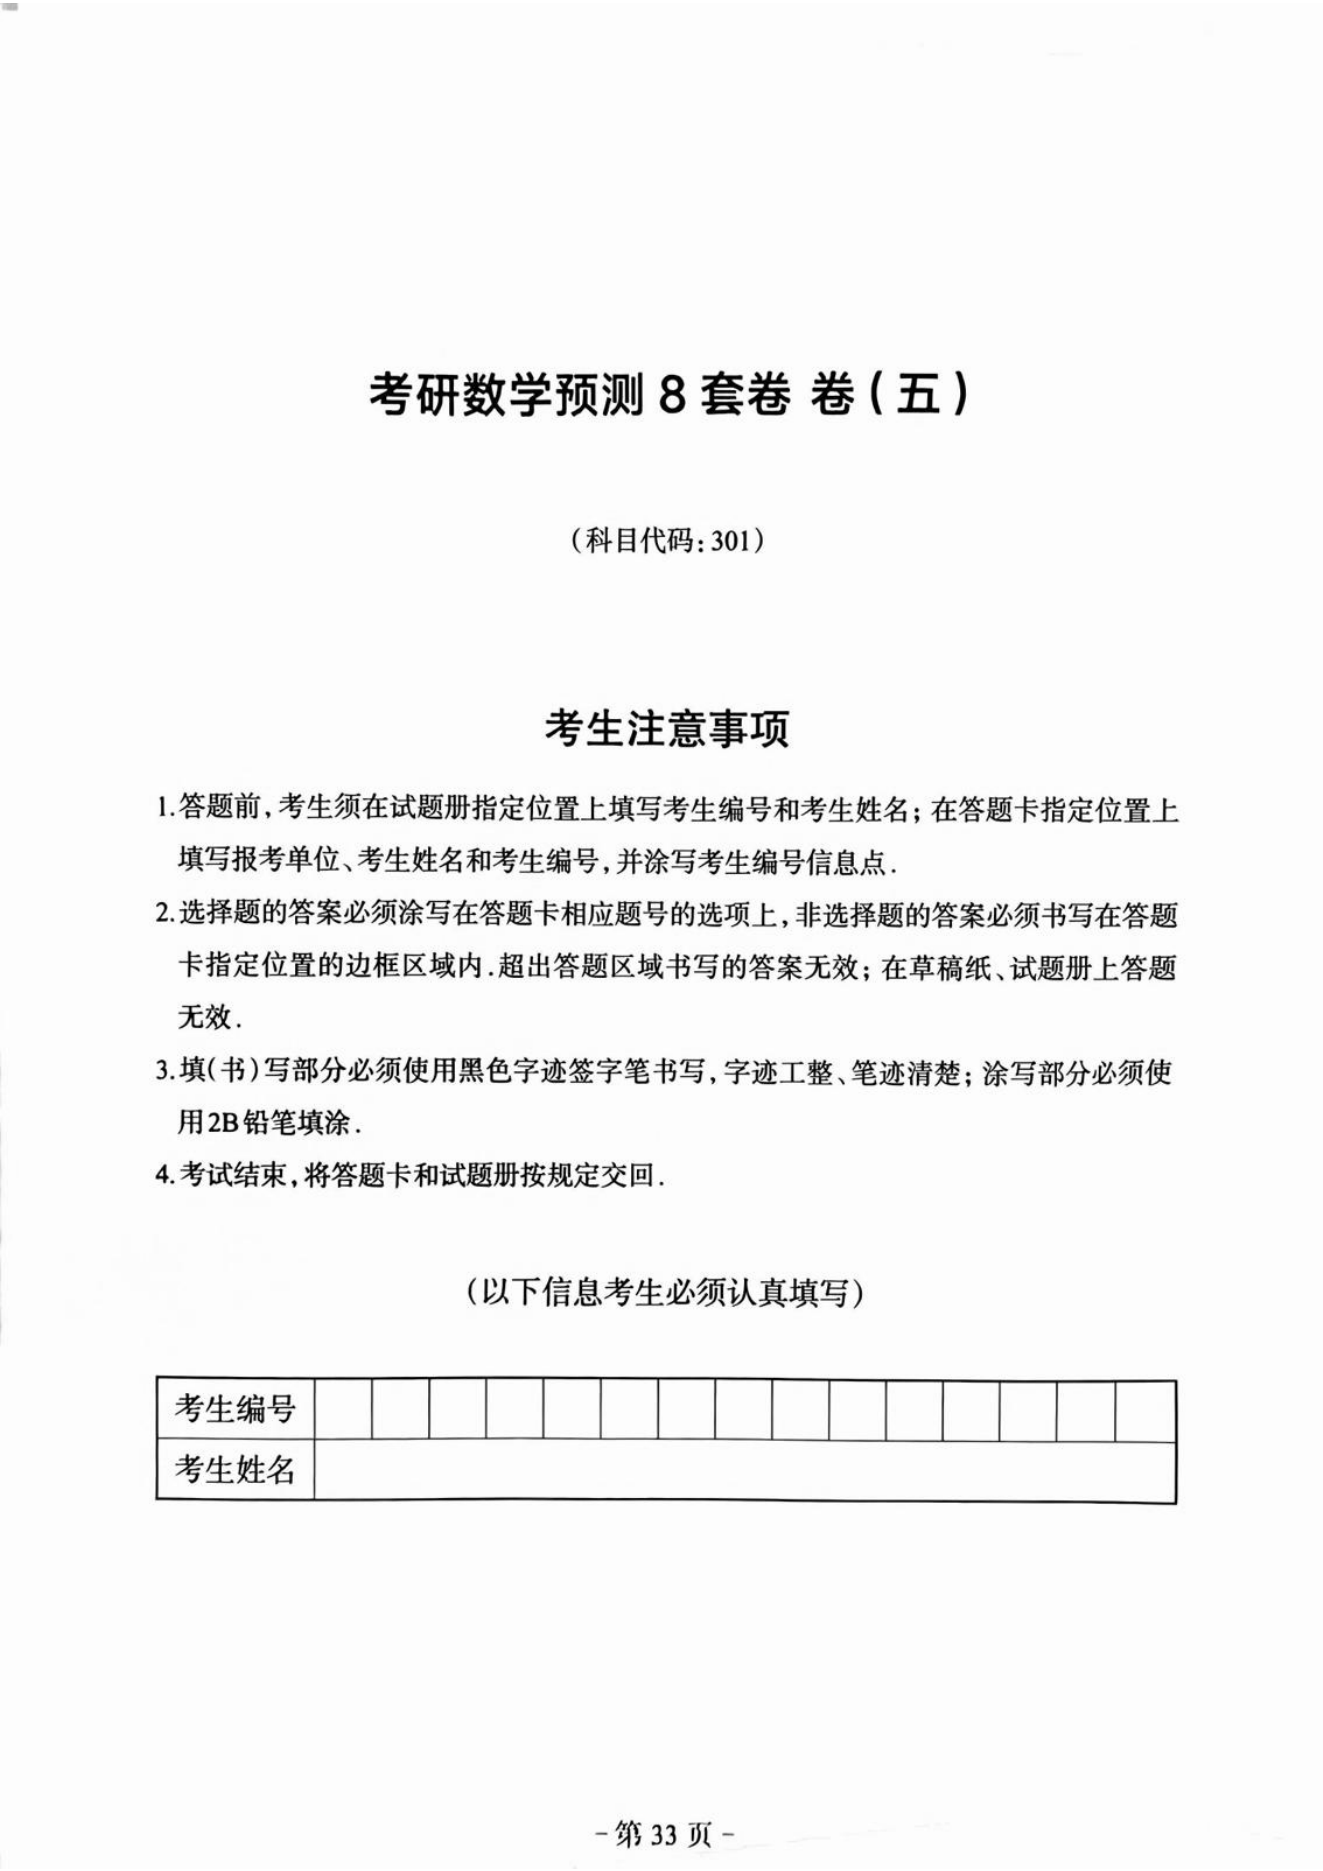 考研数学预测8套卷 卷(五)
(科目代码:301)
考生注意事项
1.答题前,考生须在试题册指定位置上填写考生编号和考生姓名;在答题卡指定位置上
填写报考单位、考生姓名和考生编号,并涂写考生编号信息点.
2.选择题的答案必须涂写在答题卡相应题号的选项上,非选择题的答案必须书写在答题
卡指定位置的边框区域内.超出答题区域书写的答案无效;在草稿纸、试题册上答题
无效.
3.填(书)写部分必须使用黑色字迹签字笔书写,字迹工整、笔迹清楚;涂写部分必须使
用2B铅笔填涂.
4.考试结束,将答题卡和试题册按规定交回.
(以下信息考生必须认真填写)
考生编号
考生姓名
-第33页-